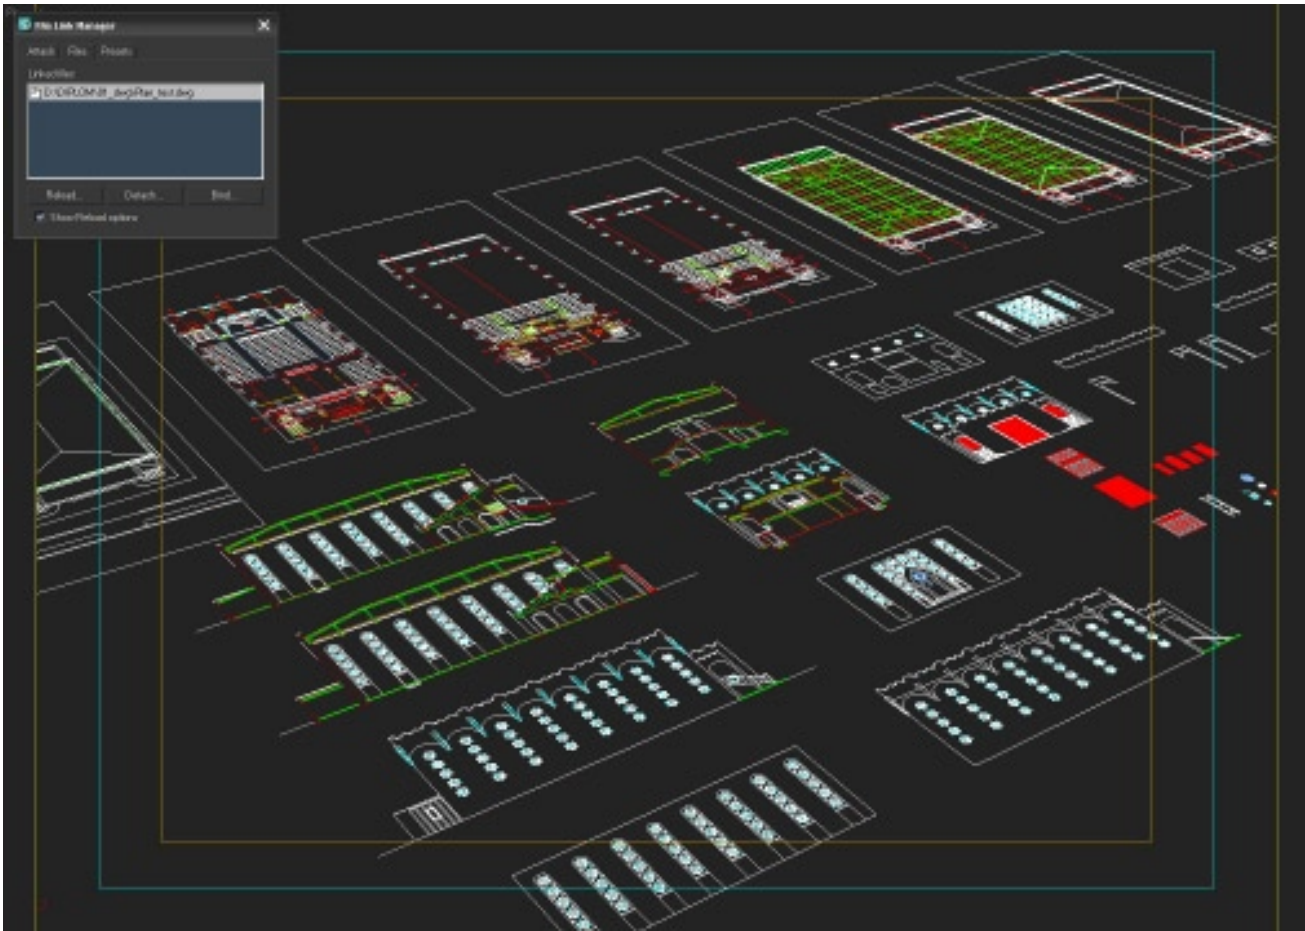 File Link Manager
Attach Files Presets
Linked files:
Reload... Detach... Bind...
Show Reload options